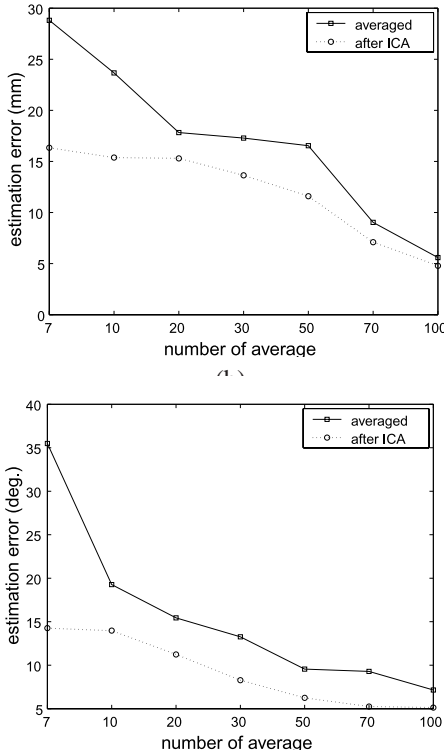 30
25
20
15
10
5
0
estimation error (mm)
averaged
after ICA
7 10 20 30 50 70 100
number of average
40
35
30
25
20
15
10
5
estimation error (deg.)
averaged
after ICA
7 10 20 30 50 70 100
number of average